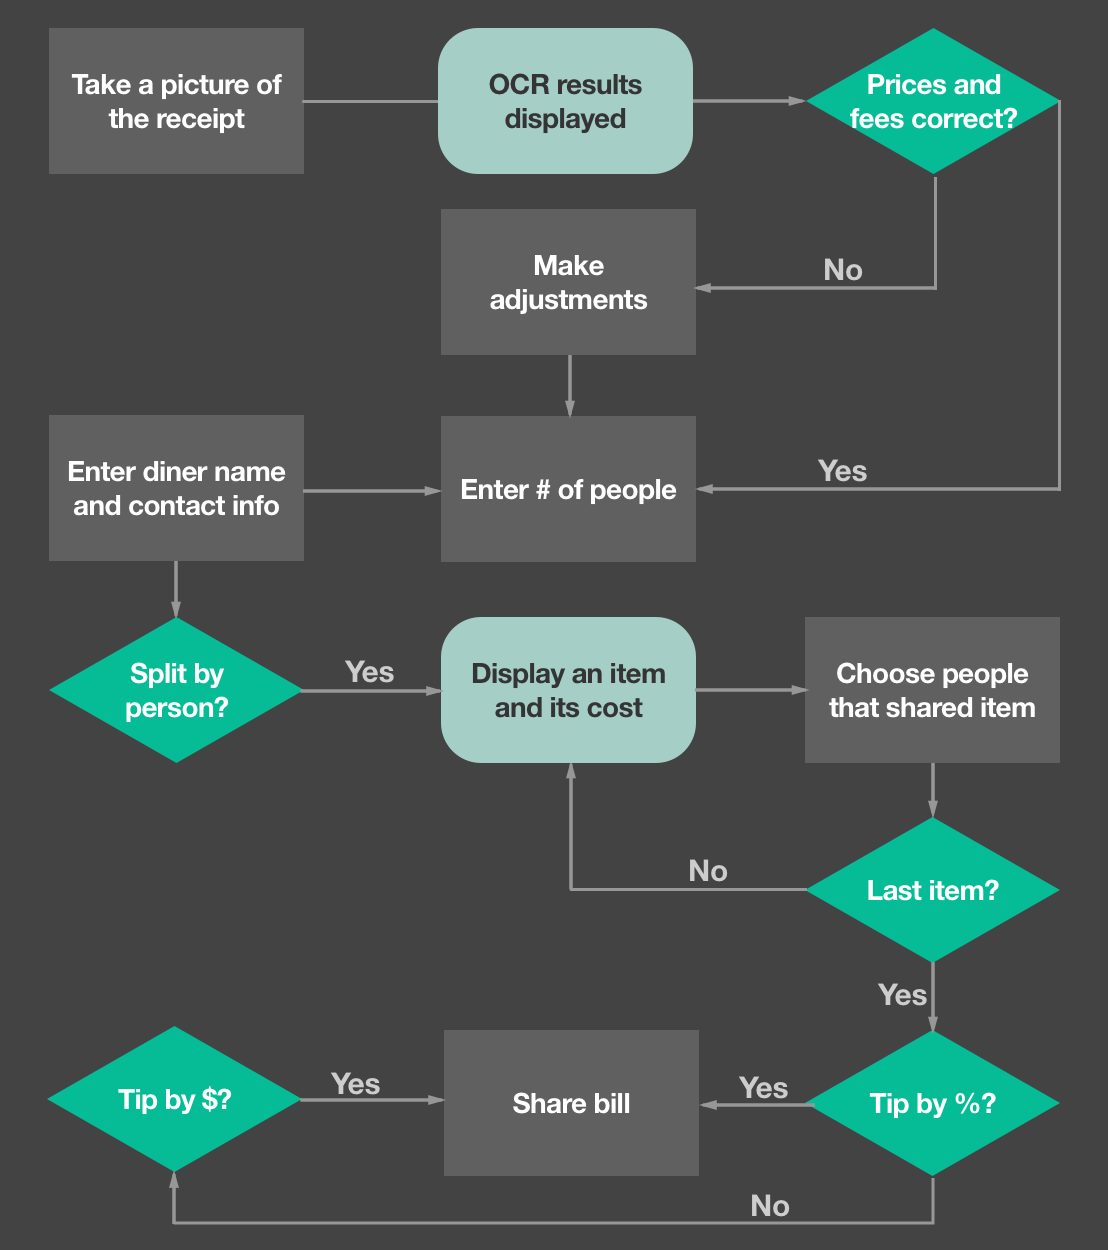 Take a picture of
the receipt
OCR results
displayed
Prices and
fees correct?
Make
adjustments
No
Enter diner name
and contact info
Enter # of people
Yes
Split by
person?
Yes
Display an item
and its cost
Choose people
that shared item
No
Last item?
Yes
Tip by $?
Yes
Share bill
Yes
Tip by %?
No